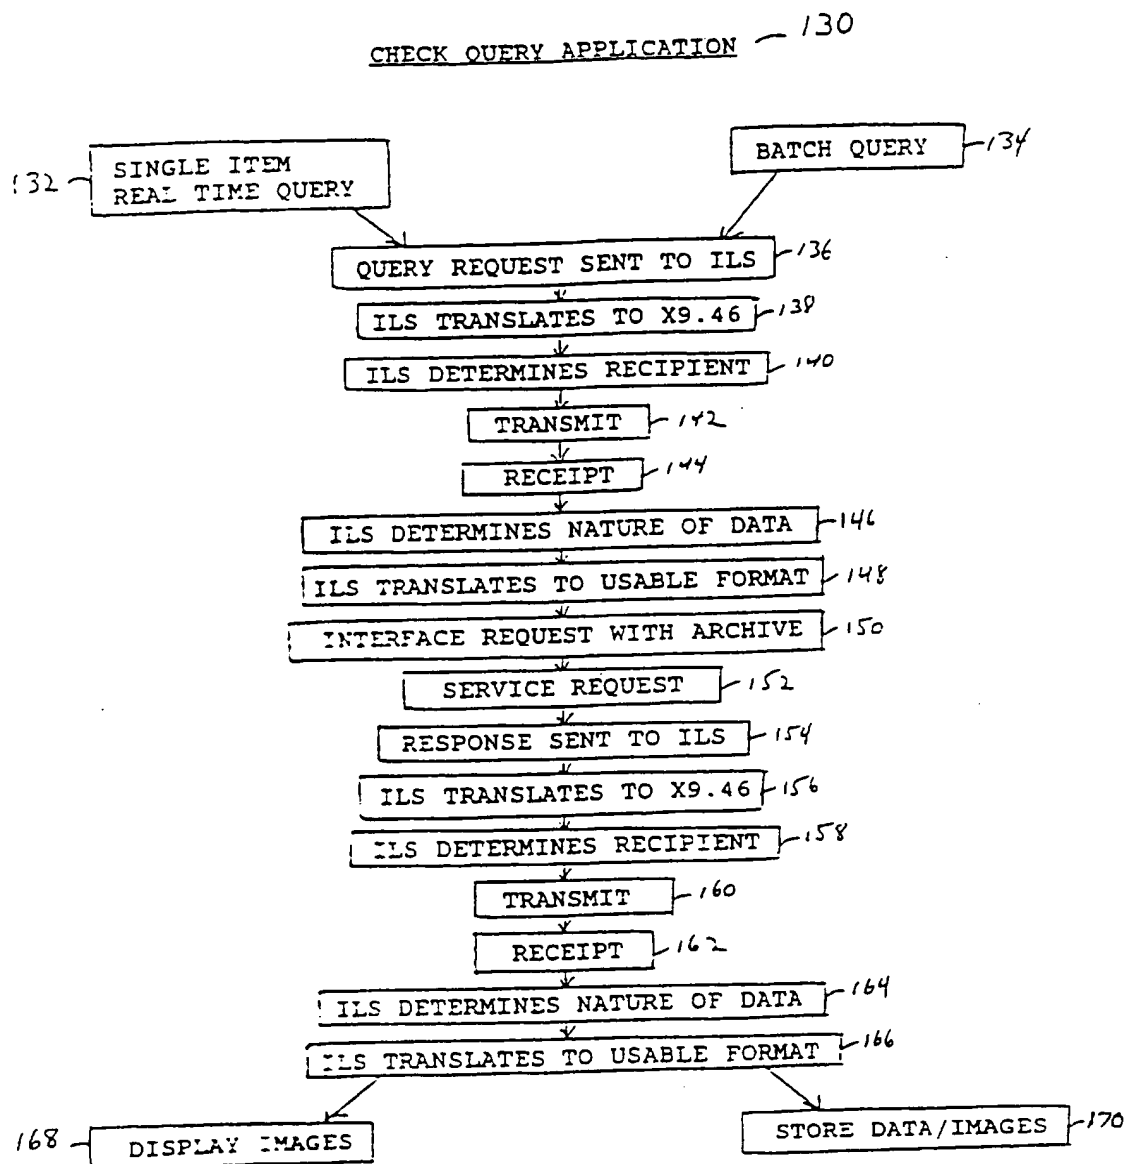 CHECK QUERY APPLICATION 130
132 SINGLE ITEM
REAL TIME QUERY
BATCH QUERY 134
QUERY REQUEST SENT TO ILS 136
ILS TRANSLATES TO X9.46 138
ILS DETERMINES RECIPIENT 140
TRANSMIT 142
RECEIPT 144
ILS DETERMINES NATURE OF DATA 146
ILS TRANSLATES TO USABLE FORMAT 148
INTERFACE REQUEST WITH ARCHIVE 150
SERVICE REQUEST 152
RESPONSE SENT TO ILS 154
ILS TRANSLATES TO X9.46 156
ILS DETERMINES RECIPIENT 158
TRANSMIT 160
RECEIPT 162
ILS DETERMINES NATURE OF DATA 164
ILS TRANSLATES TO USABLE FORMAT 166
168 DISPLAY IMAGES
STORE DATA/IMAGES 170